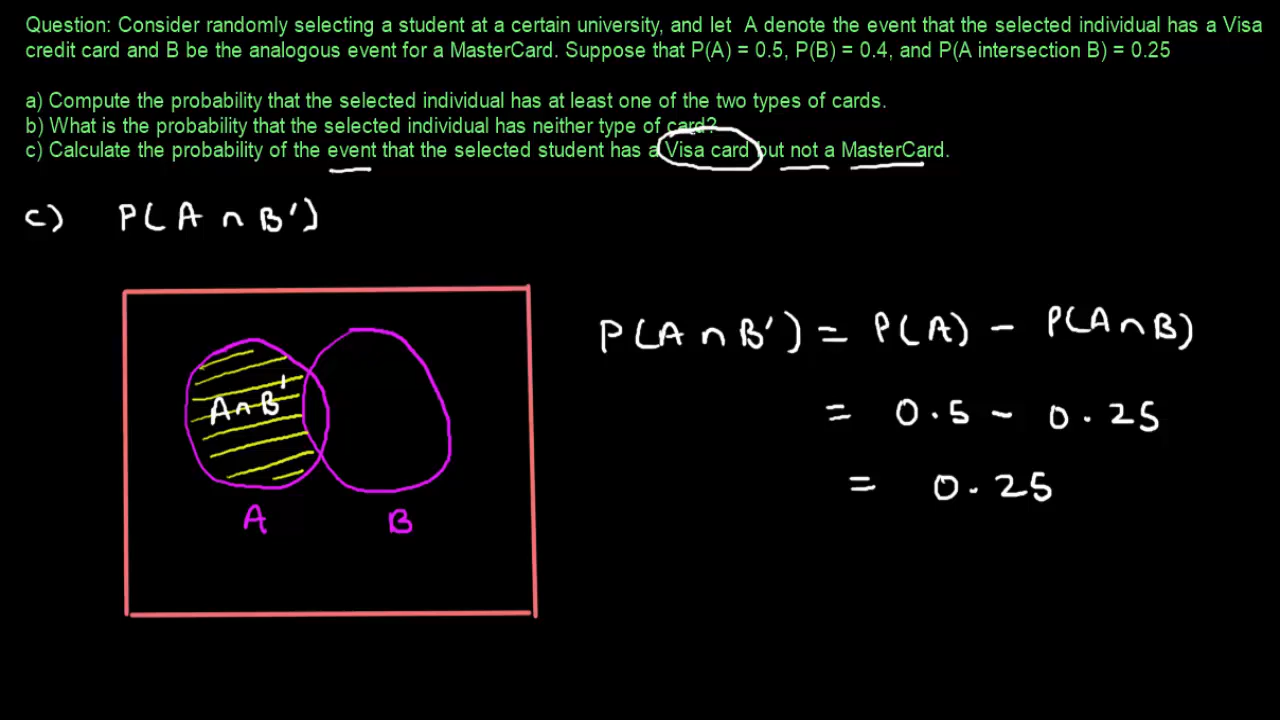 Question: Consider randomly selecting a student at a certain university, and let A denote the event that the selected individual has a Visa
credit card and B be the analogous event for a MasterCard. Suppose that P(A) = 0.5, P(B) = 0.4, and P(A intersection B) = 0.25
a) Compute the probability that the selected individual has at least one of the two types of cards.
b) What is the probability that the selected individual has neither type of card?
c) Calculate the probability of the event that the selected student has a Visa card but not a MasterCard.
c) P(A ∩ B')
P(A ∩ B') = P(A) - P(A ∩ B)
= 0.5 - 0.25
= 0.25
A∩B'
A B